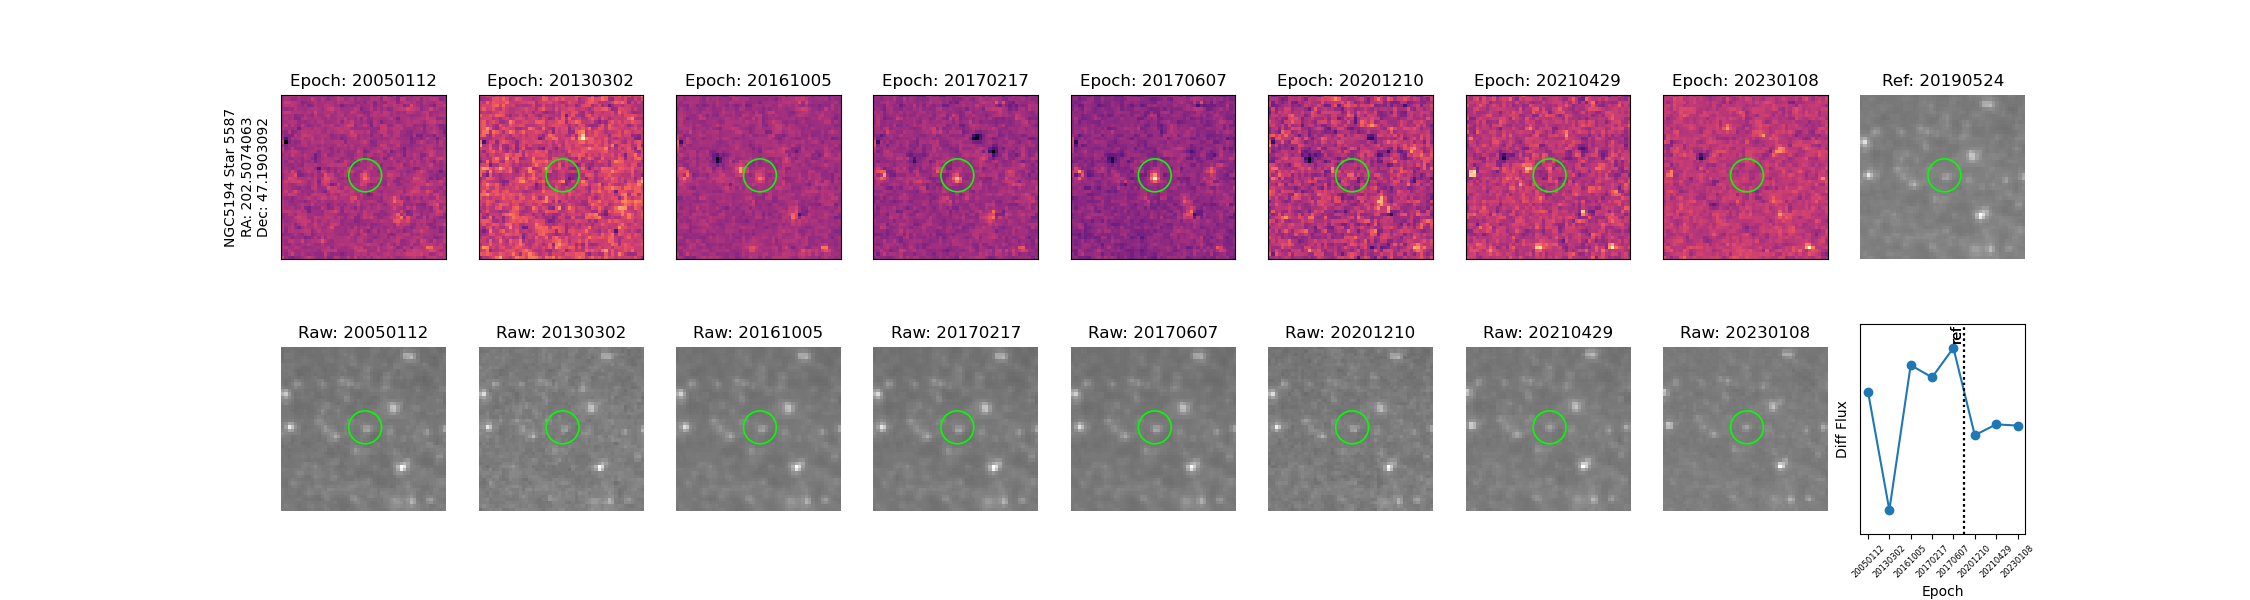 NGC5194 Star 5587
RA: 202.5074063
Dec: 47.1903092
Epoch: 20050112
Epoch: 20130302
Epoch: 20161005
Epoch: 20170217
Epoch: 20170607
Epoch: 20201210
Epoch: 20210429
Epoch: 20230108
Ref: 20190524
Raw: 20050112
Raw: 20130302
Raw: 20161005
Raw: 20170217
Raw: 20170607
Raw: 20201210
Raw: 20210429
Raw: 20230108
ref
Diff Flux
20050112
20130302
20161005
20170217
20170607
20201210
20210429
20230108
Epoch